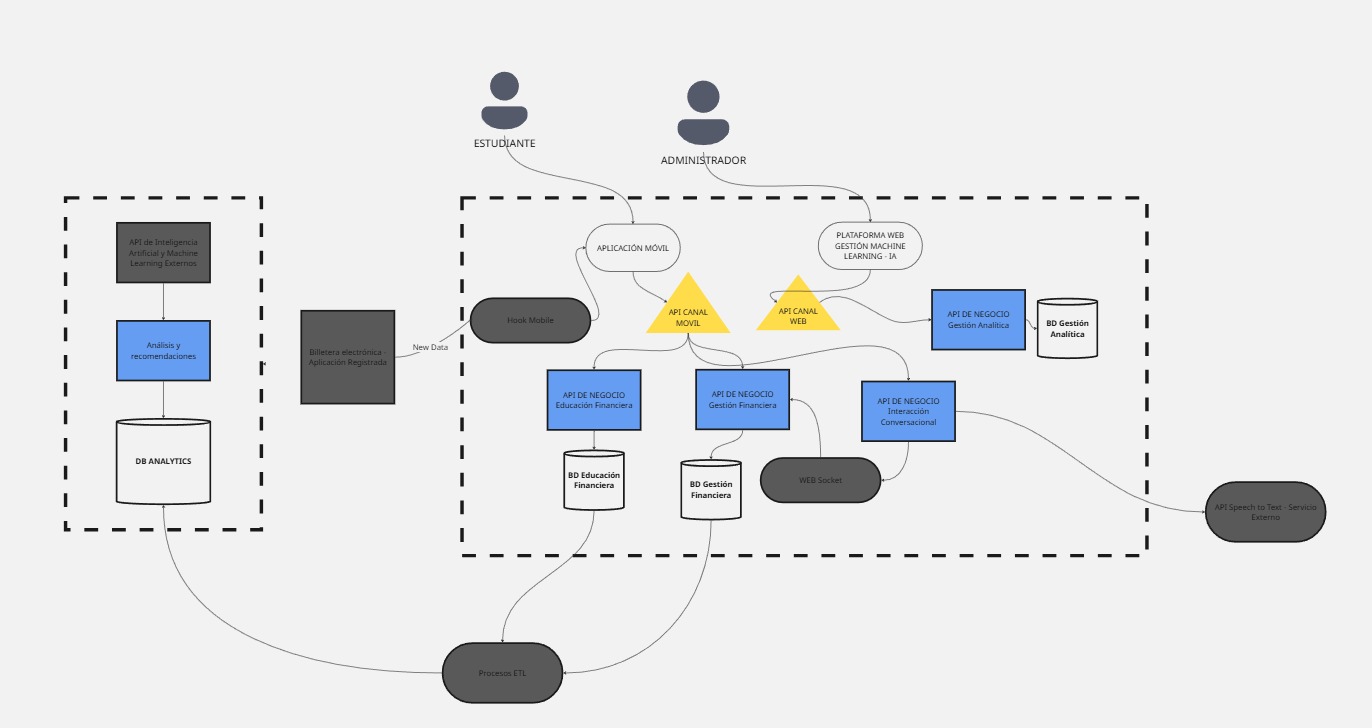 ESTUDIANTE
ADMINISTRADOR
API de Inteligencia
Artificial y Machine
Learning Externos
Análisis y
recomendaciones
DB ANALYTICS
Billetera electrónica -
Aplicación Registrada
New Data
Hook Mobile
APLICACIÓN MÓVIL
PLATAFORMA WEB
GESTIÓN MACHINE
LEARNING - IA
API CANAL
MOVIL
API CANAL
WEB
API DE NEGOCIO
Gestión Analítica
BD Gestión
Analítica
API DE NEGOCIO
Educación Financiera
API DE NEGOCIO
Gestión Financiera
API DE NEGOCIO
Interacción
Conversacional
BD Educación
Financiera
BD Gestión
Financiera
WEB Socket
API Speech to Text - Servicio
Externo
Procesos ETL